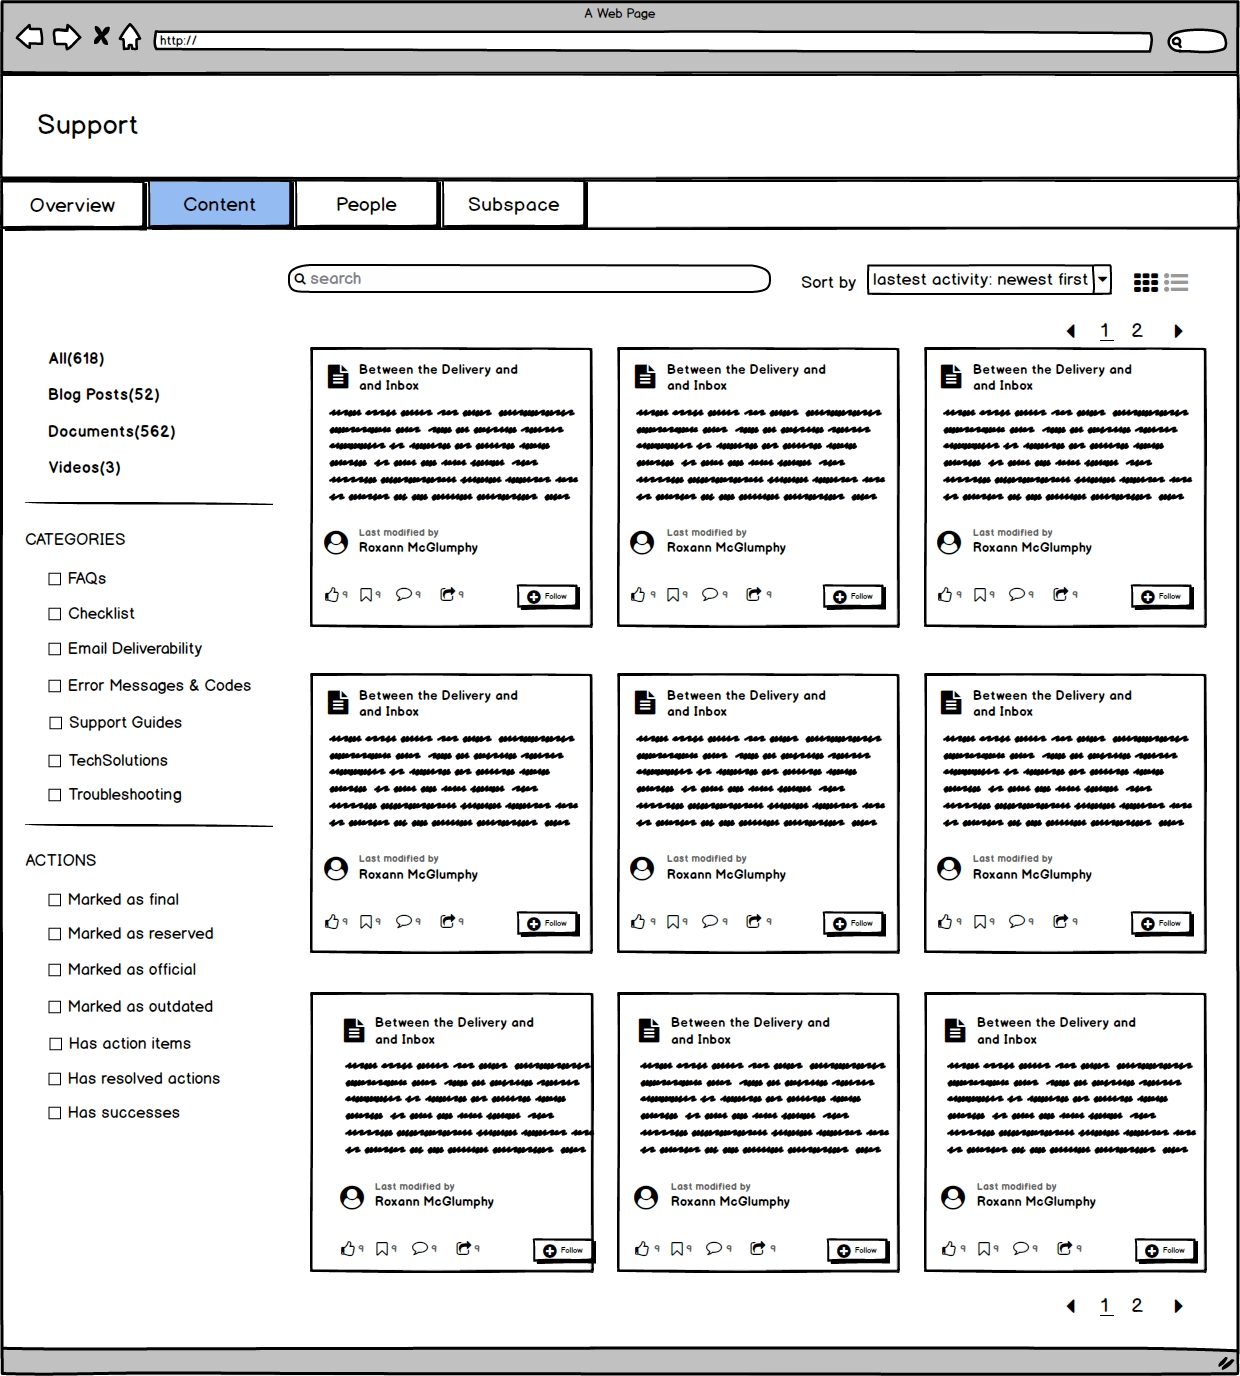 A Web Page
http://
Support
Overview
Content
People
Subspace
search
Sort by
lastest activity: newest first
1 2
All(618)
Blog Posts(52)
Documents(562)
Videos(3)
CATEGORIES
FAQs
Checklist
Email Deliverability
Error Messages & Codes
Support Guides
TechSolutions
Troubleshooting
ACTIONS
Marked as final
Marked as reserved
Marked as official
Marked as outdated
Has action items
Has resolved actions
Has successes
Between the Delivery and
and Inbox
Last modified by
Roxann McGlumphy
9 9 9 9
Follow
Between the Delivery and
and Inbox
Last modified by
Roxann McGlumphy
9 9 9 9
Follow
Between the Delivery and
and Inbox
Last modified by
Roxann McGlumphy
9 9 9 9
Follow
Between the Delivery and
and Inbox
Last modified by
Roxann McGlumphy
9 9 9 9
Follow
Between the Delivery and
and Inbox
Last modified by
Roxann McGlumphy
9 9 9 9
Follow
Between the Delivery and
and Inbox
Last modified by
Roxann McGlumphy
9 9 9 9
Follow
Between the Delivery and
and Inbox
Last modified by
Roxann McGlumphy
9 9 9 9
Follow
Between the Delivery and
and Inbox
Last modified by
Roxann McGlumphy
9 9 9 9
Follow
Between the Delivery and
and Inbox
Last modified by
Roxann McGlumphy
9 9 9 9
Follow
1 2